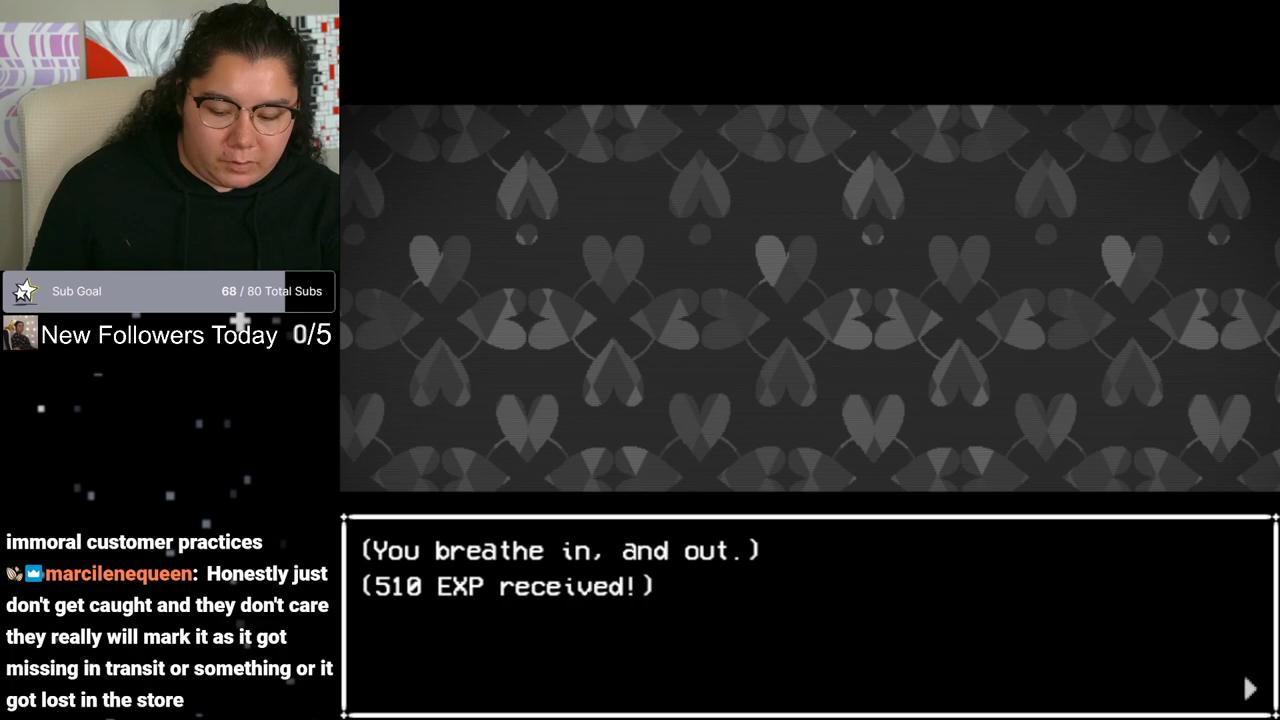 Sub Goal
68 / 80 Total Subs
New Followers Today 0/5
immoral customer practices
marcilenequeen: Honestly just
don't get caught and they don't care
they really will mark it as it got
missing in transit or something or it
got lost in the store
(You breathe in, and out.)
(510 EXP received!)